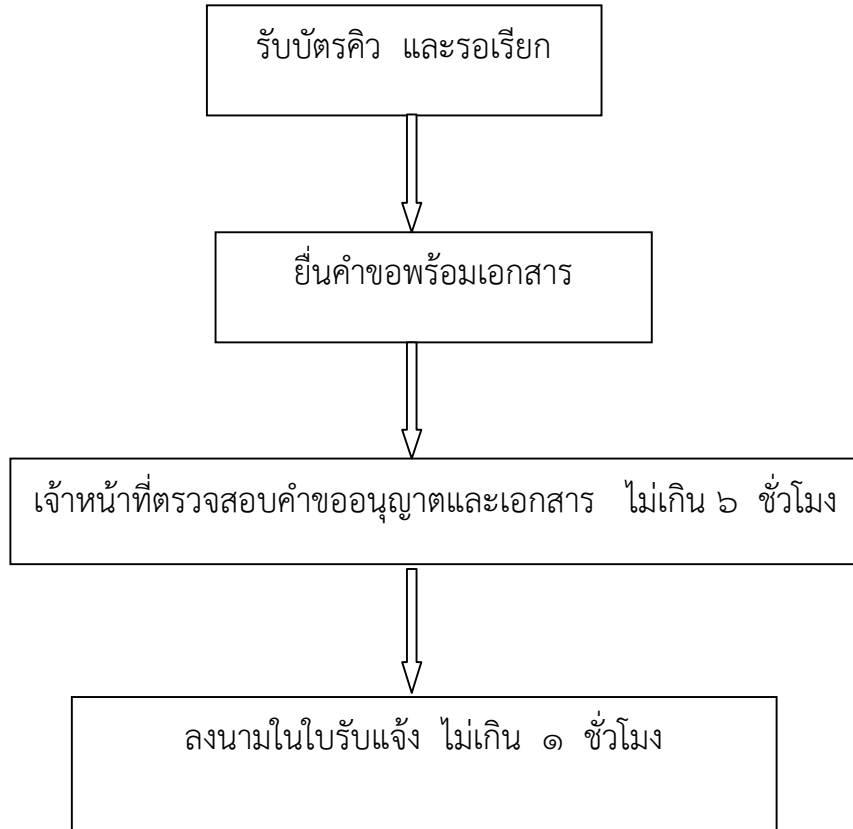 รับบัตรคิว และรอเรียก
ยื่นคำขอพร้อมเอกสาร
เจ้าหน้าที่ตรวจสอบคำขออนุญาตและเอกสาร ไม่เกิน ๖ ชั่วโมง
ลงนามในใบรับแจ้ง ไม่เกิน ๑ ชั่วโมง